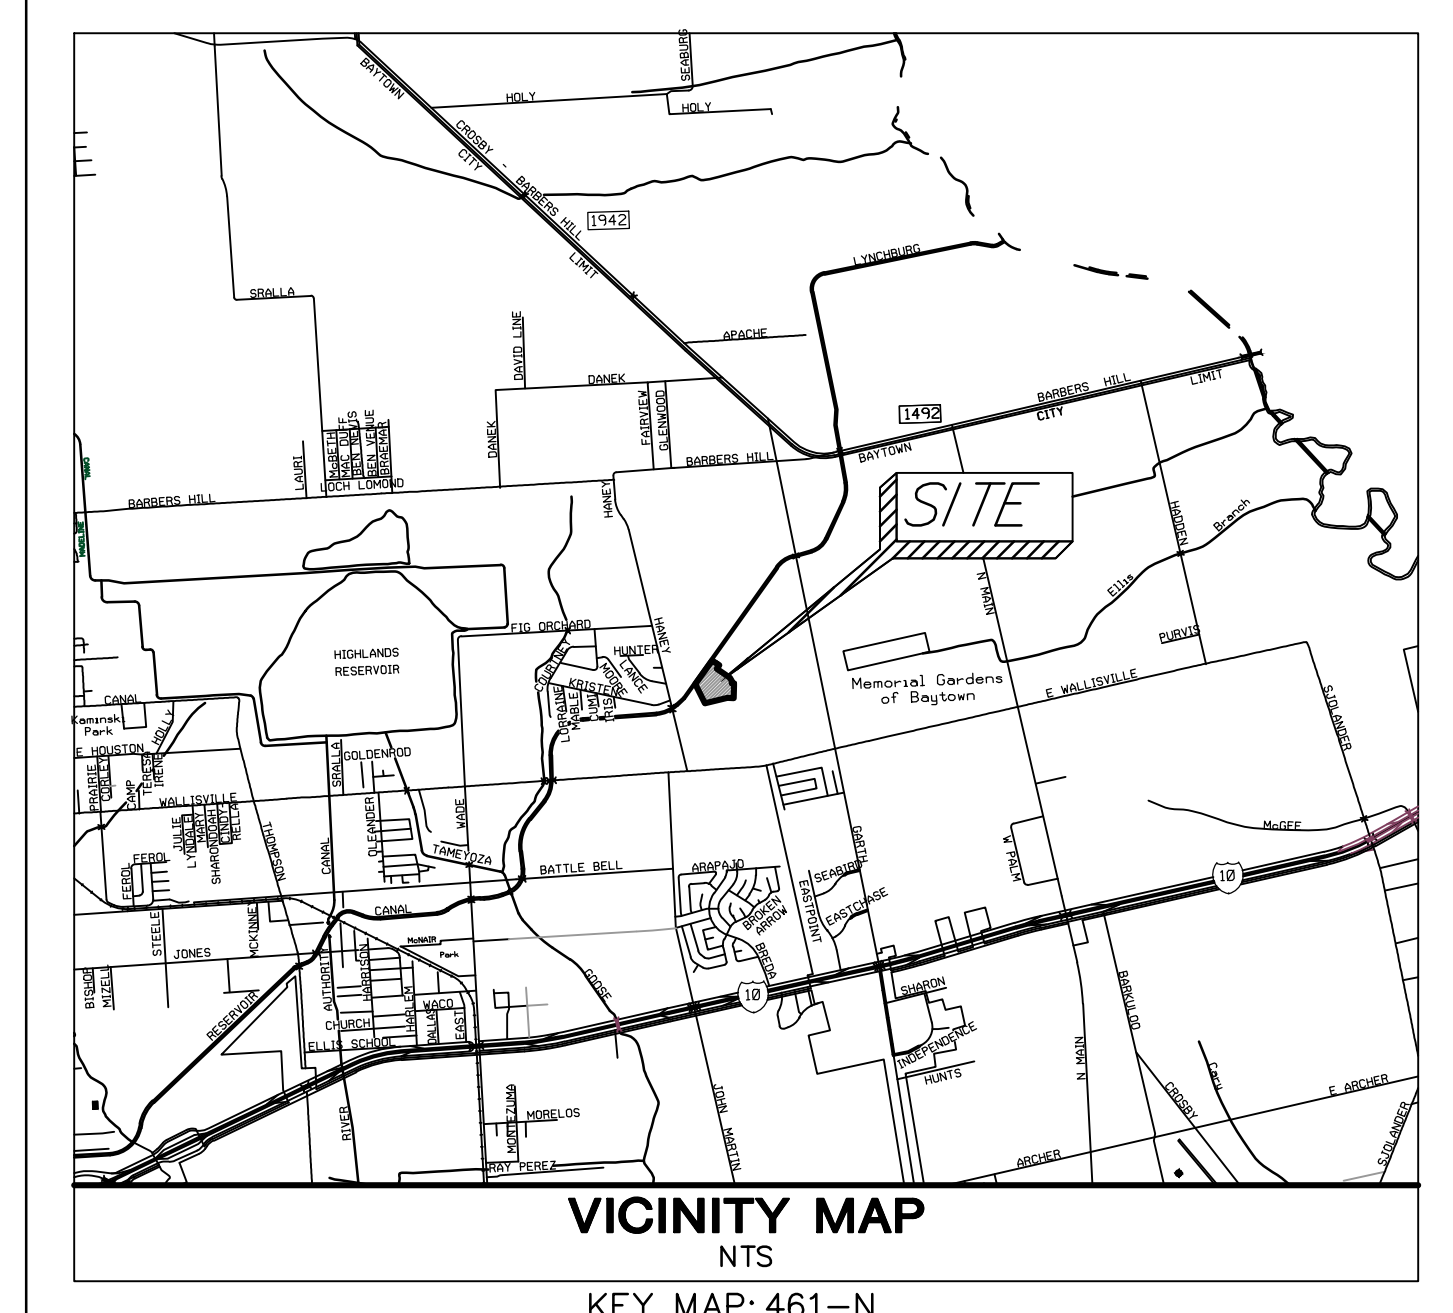 SEABURG
BAYTOWN
HOLY
HOLY
CROSBY - BARBERS HILL
CITY
LIMIT
1942
LYNCHBURG
SRALLA
APACHE
DAVID LINE
DANEK
DANEK
FAIRVIEW
GLENWOOD
BARBERS HILL
CITY
LIMIT
1492
BAYTOWN
LAURI
McBETH
MAC DUFF
BEN NEVIS
BEN VENUE
BRAEMAR
LOCH LOMOND
BARBERS HILL
BARBERS HILL
CANAL
MADELINE
HANEY
SITE
HADDEN
Branch
Ellis
N MAIN
PURVIS
FIG ORCHARD
HANEY
HUNTER
COURTNEY
MOORE
LANCE
KRISTEN
LORRAINE
MABLE
CUMI
IRIS
HIGHLANDS
RESERVOIR
Memorial Gardens
of Baytown
E WALLISVILLE
SJOLANDER
CANAL
Kaminski
Park
HOLLY
E HOUSTON
SRALLA
GOLDENROD
PRAIRIE
CORLEY
CAMP
TERESA
IRENE
WALLISVILLE
JULIE
LYNDALE
MARY
SHARONDOAH
CINDY
RELLA
THOMPSON
CANAL
OLEANDER
WADE
TAMEYOZA
BATTLE BELL
FEROL
FEROL
ARAPAJO
SEABIRD
GARTH
EASTPOINT
EASTCHASE
BROKEN
ARROW
BREDA
W PALM
McGEE
10
CANAL
STEELE
MCKINNEY
JONES
McNAIR
Park
BISHOP
MIZELL
AUTHORITY
HARRISON
HARLEM
WACO
DALLAS
EAST
CHURCH
ELLIS SCHOOL
RESERVOIR
GOOSE
10
SHARON
INDEPENDENCE
HUNTS
BARKULOO
N MAIN
CROSBY
Cary
E ARCHER
SJOLANDER
ARCHER
RIVER
MONTEZUMA
MORELOS
RAY PEREZ
JOHN MARTIN
VICINITY MAP
NTS
KEY MAP: 461-N